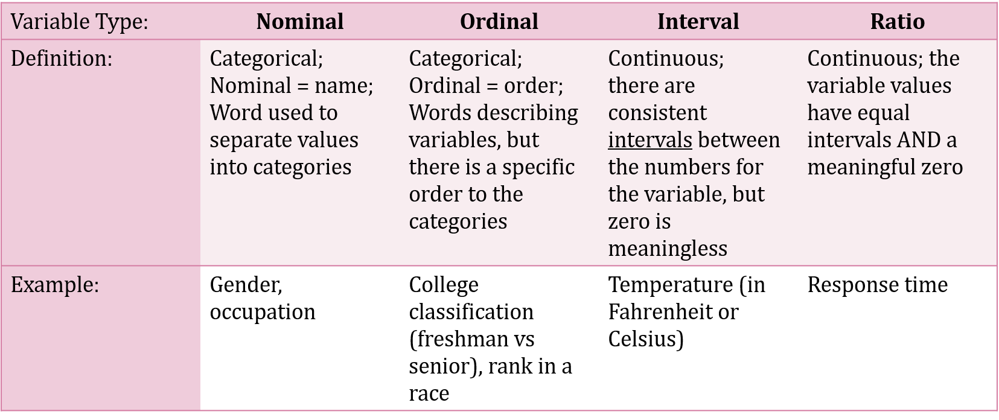 Variable Type: Nominal Ordinal Interval Ratio
Definition:
Categorical;
Nominal = name;
Word used to
separate values
into categories
Categorical;
Ordinal = order;
Words describing
variables, but
there is a specific
order to the
categories
Continuous;
there are
consistent
intervals between
the numbers for
the variable, but
zero is
meaningless
Continuous; the
variable values
have equal
intervals AND a
meaningful zero
Example:
Gender,
occupation
College
classification
(freshman vs
senior), rank in a
race
Temperature (in
Fahrenheit or
Celsius)
Response time